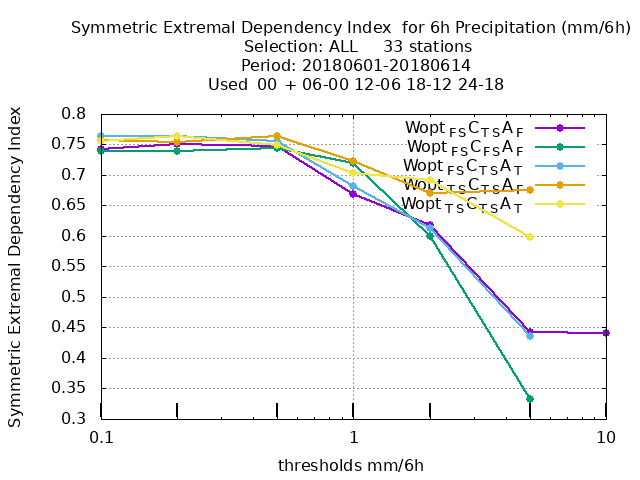 Symmetric Extremal Dependency Index  for 6h Precipitation (mm/6h)
Selection: ALL     33 stations
Period: 20180601-20180614
Used  00 + 06-00 12-06 18-12 24-18
Symmetric Extremal Dependency Index
0.8
0.75
0.7
0.65
0.6
0.55
0.5
0.45
0.4
0.35
0.3
Wopt FS C TS A F
Wopt FS C FS A F
Wopt FS C TS A T
Wopt TS C TS A F
Wopt TS C TS A T
0.1
1
10
thresholds mm/6h